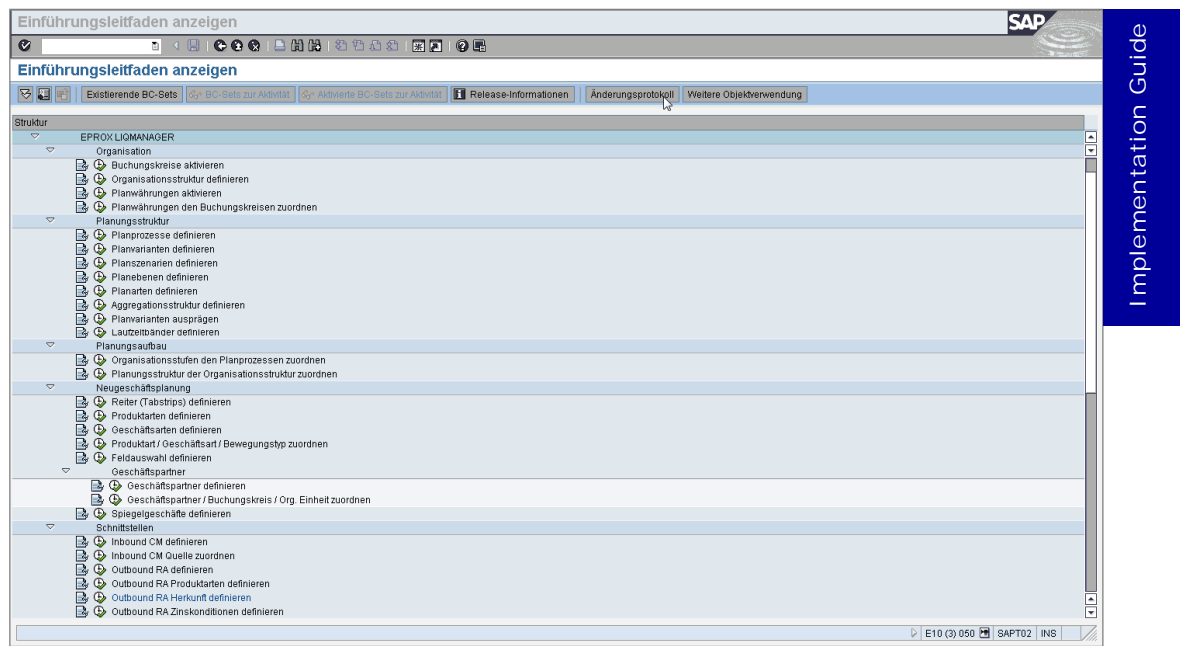 Einführungsleitfaden anzeigen
SAP
Einführungsleitfaden anzeigen
Existierende BC-Sets BC-Sets zur Aktivität Aktivierte BC-Sets zur Aktivität Release-Informationen Änderungsprotokoll Weitere Objektverwendung
Struktur
EPROX LIQMANAGER
Organisation
Buchungskreise aktivieren
Organisationsstruktur definieren
Planwährungen aktivieren
Planwährungen den Buchungskreisen zuordnen
Planungsstruktur
Planprozesse definieren
Planvarianten definieren
Planszenarien definieren
Planebenen definieren
Planarten definieren
Aggregationsstruktur definieren
Planvarianten ausprägen
Laufzeitbänder definieren
Planungsaufbau
Organisationsstufen den Planprozessen zuordnen
Planungsstruktur der Organisationsstruktur zuordnen
Neugeschäftsplanung
Reiter (Tabstrips) definieren
Produktarten definieren
Geschäftsarten definieren
Produktart / Geschäftsart / Bewegungstyp zuordnen
Feldauswahl definieren
Geschäftspartner
Geschäftspartner definieren
Geschäftspartner / Buchungskreis / Org. Einheit zuordnen
Spiegelgeschäfte definieren
Schnittstellen
Inbound CM definieren
Inbound CM Quelle zuordnen
Outbound RA definieren
Outbound RA Produktarten definieren
Outbound RA Herkunft definieren
Outbound RA Zinskonditionen definieren
E10 (3) 050 SAPT02 INS
Implementation Guide